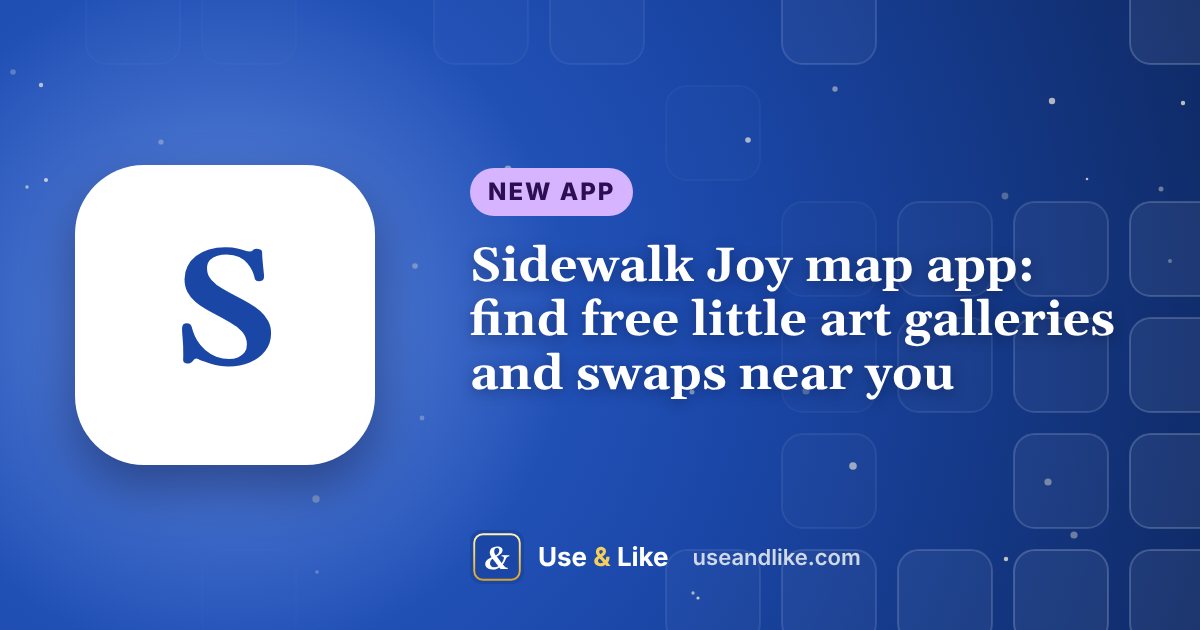 S
NEW APP
Sidewalk Joy map app:
find free little art galleries
and swaps near you
& Use & Like useandlike.com